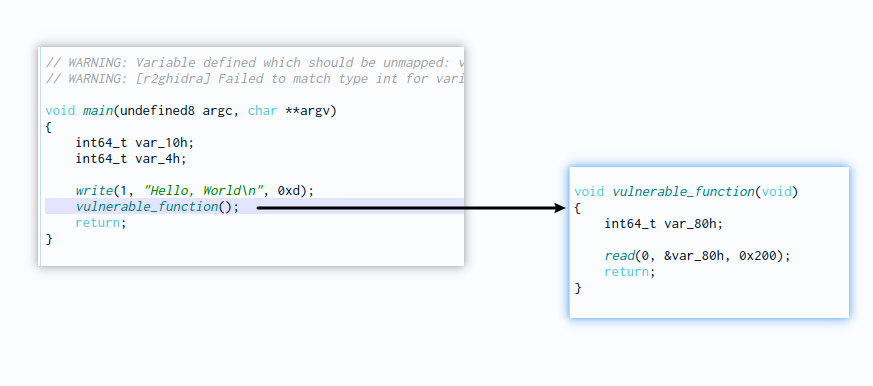 // WARNING: Variable defined which should be unmapped:
// WARNING: [r2ghidra] Failed to match type int for
void main(undefined8 argc, char **argv)
{
    int64_t var_10h;
    int64_t var_4h;
    write(1, "Hello, World\n", 0xd);
    vulnerable_function();
    return;
}
void vulnerable_function(void)
{
    int64_t var_80h;
    read(0, &var_80h, 0x200);
    return;
}